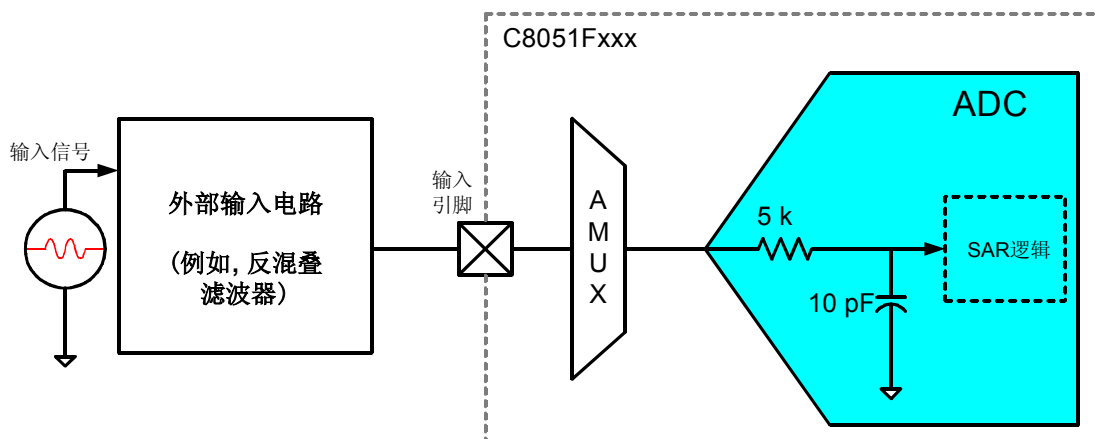 C8051Fxxx
ADC
输入信号
外部输入电路
(例如, 反混叠
滤波器)
输入
引脚
A
M
U
X
5 k
10 pF
SAR逻辑